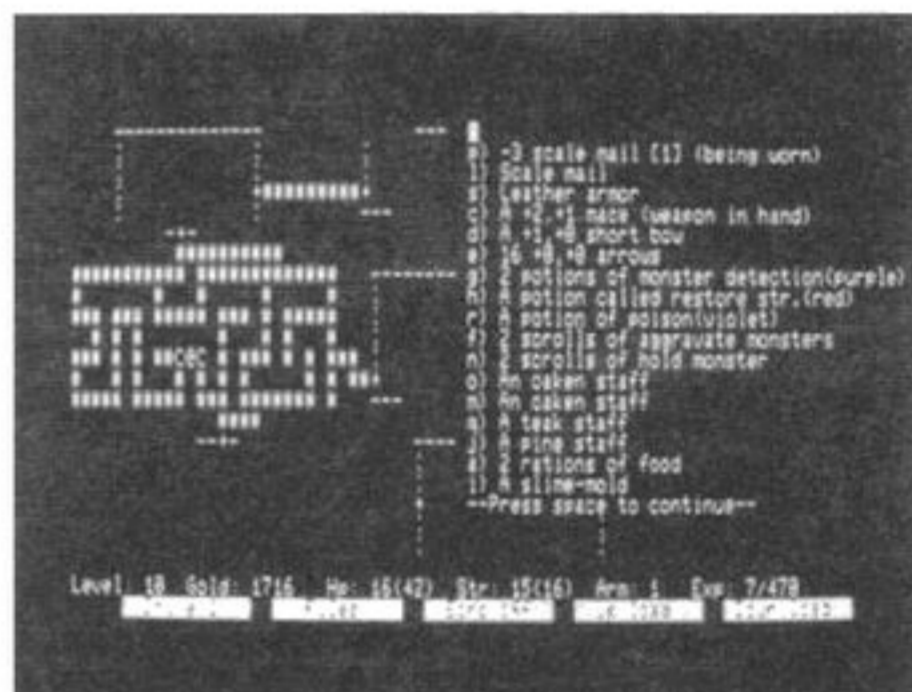 p) -3 scale mail [1] (being worn)
l) Scale mail
s) Leather armor
c) A +2,+1 mace (weapon in hand)
d) A +1,+0 short bow
e) 16 +0,+0 arrows
g) 2 potions of monster detection(purple)
h) A potion called restore str.(red)
r) A potion of poison(violet)
f) 2 scrolls of aggravate monsters
n) 2 scrolls of hold monster
o) An oaken staff
m) An oaken staff
A teak staff
j) A pine staff
a) 2 rations of food
i) A slime-mold
--Press space to continue--
cec
Level: 10 Gold: 1716 Hp: 16(42) Str: 15(16) Arm: 1 Exp: 7/470